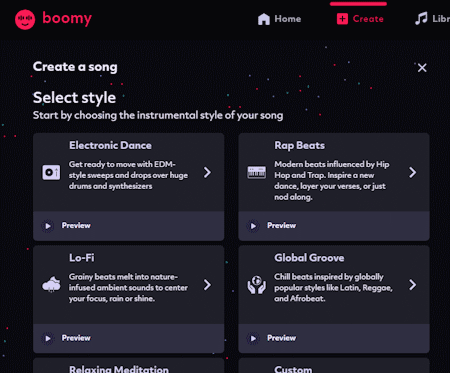 boomy
Home
Create
Create a song
Select style
Start by choosing the instrumental style of your song
Electronic Dance
Get ready to move with EDM-
style sweeps and drops over huge
drums and synthesizers
Preview
Rap Beats
Modern beats influenced by Hip
Hop and Trap. Inspire a new
dance, layer your verses, or just
nod along.
Preview
Lo-Fi
Grainy beats melt into nature-
infused ambient sounds to center
your focus, rain or shine.
Preview
Global Groove
Chill beats inspired by globally
popular styles like Latin, Reggae,
and Afrobeat.
Preview
Relaxing Meditation
Custom